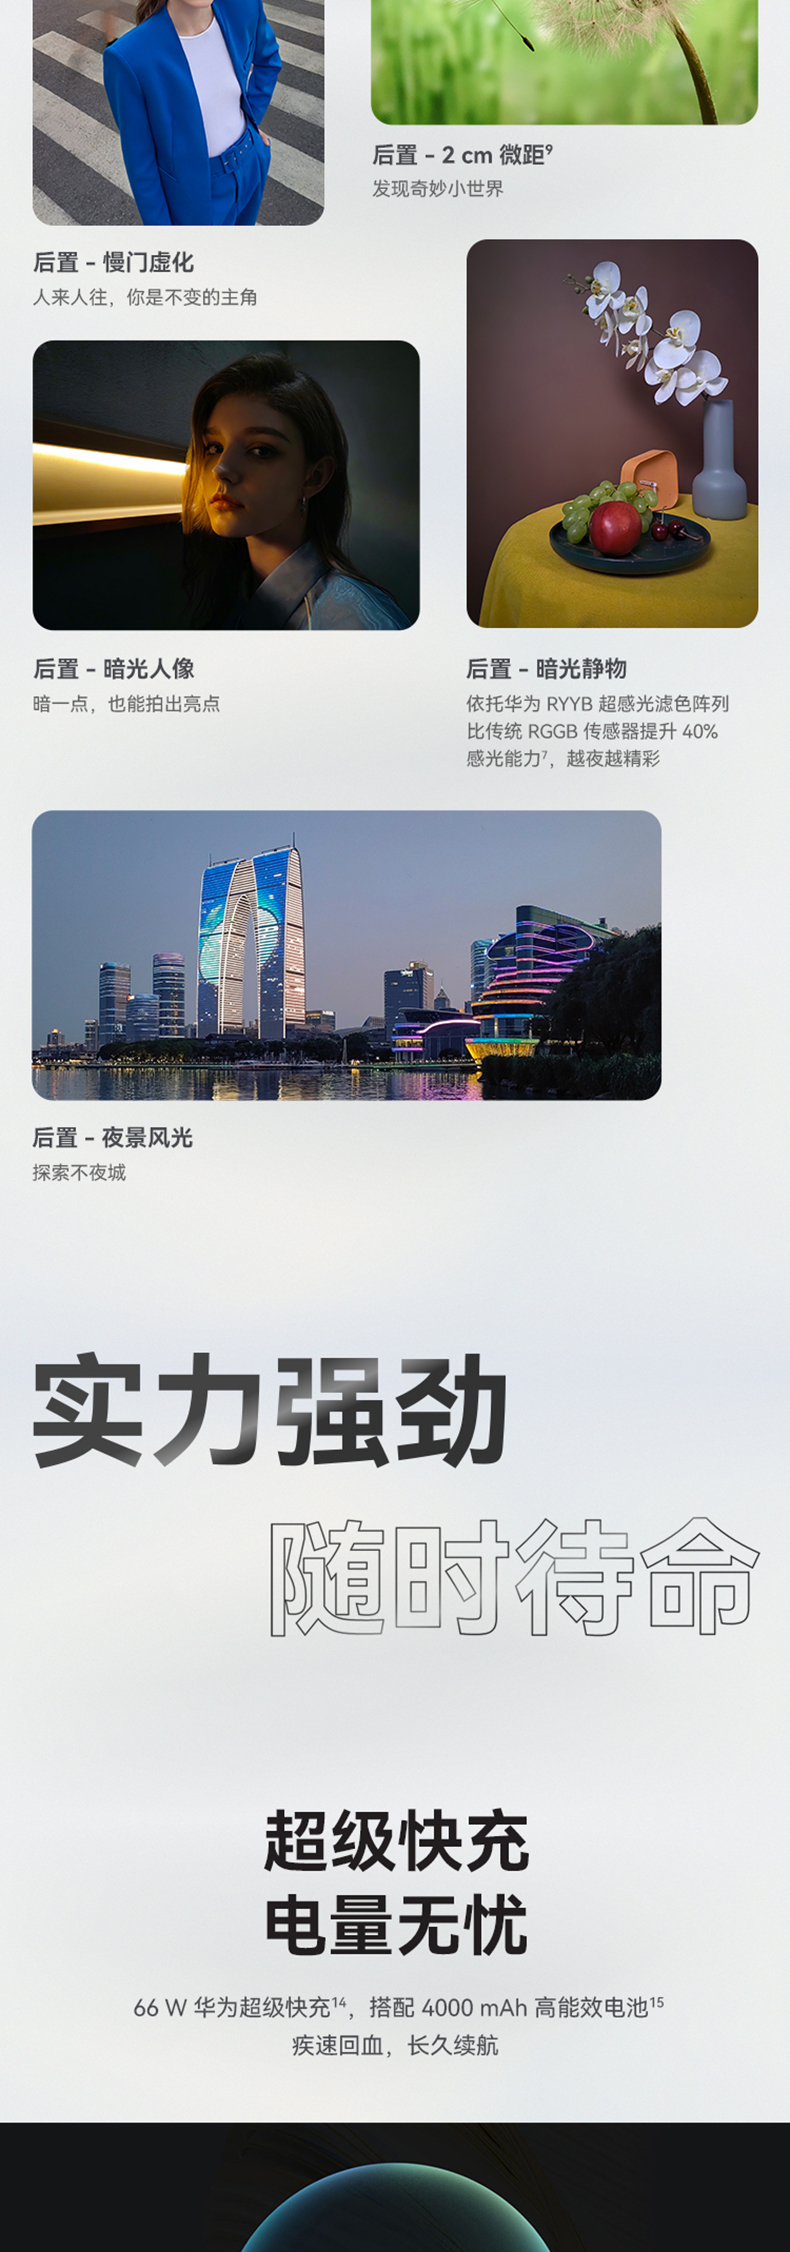 后置 - 2 cm 微距⁹
发现奇妙小世界
后置 - 慢门虚化
人来人往，你是不变的主角
后置 - 暗光人像
暗一点，也能拍出亮点
后置 - 暗光静物
依托华为 RYYB 超感光滤色阵列
比传统 RGGB 传感器提升 40%
感光能力⁷，越夜越精彩
后置 - 夜景风光
探索不夜城
实力强劲
随时待命
超级快充
电量无忧
66 W 华为超级快充¹⁴，搭配 4000 mAh 高能效电池¹⁵
疾速回血，长久续航